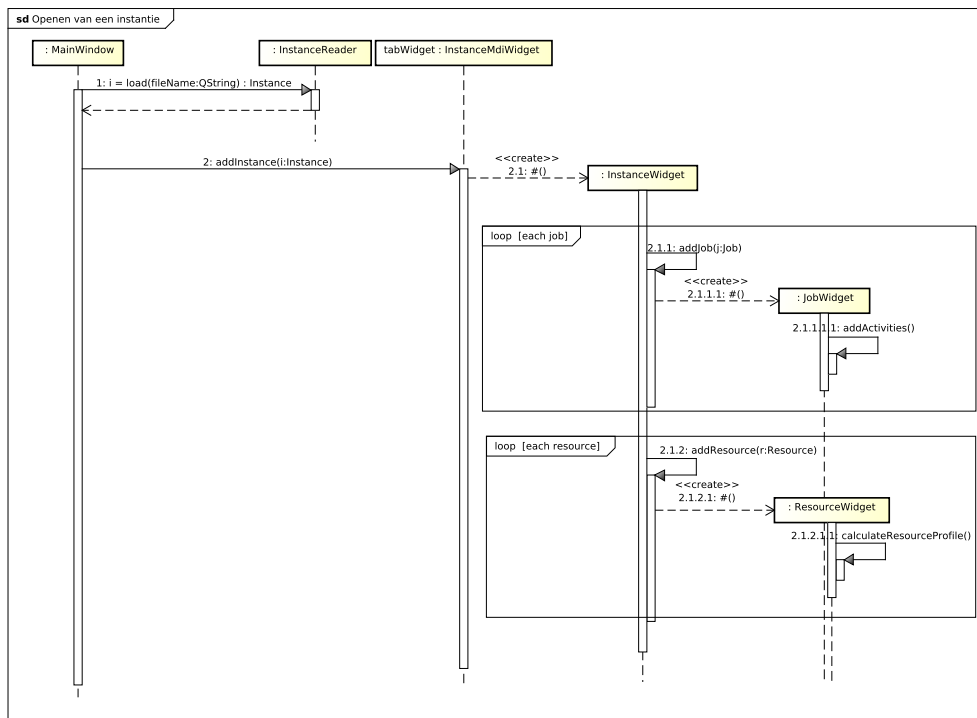 sd Openen van een instantie
: MainWindow
: InstanceReader
tabWidget : InstanceMdiWidget
1: i = load(fileName:QString) : Instance
2: addInstance(i:Instance)
<<create>>
2.1: #()
: InstanceWidget
loop [each job]
2.1.1: addJob(j:Job)
<<create>>
2.1.1.1: #()
: JobWidget
2.1.1.1.1: addActivities()
loop [each resource]
2.1.2: addResource(r:Resource)
<<create>>
2.1.2.1: #()
: ResourceWidget
2.1.2.1.1: calculateResourceProfile()